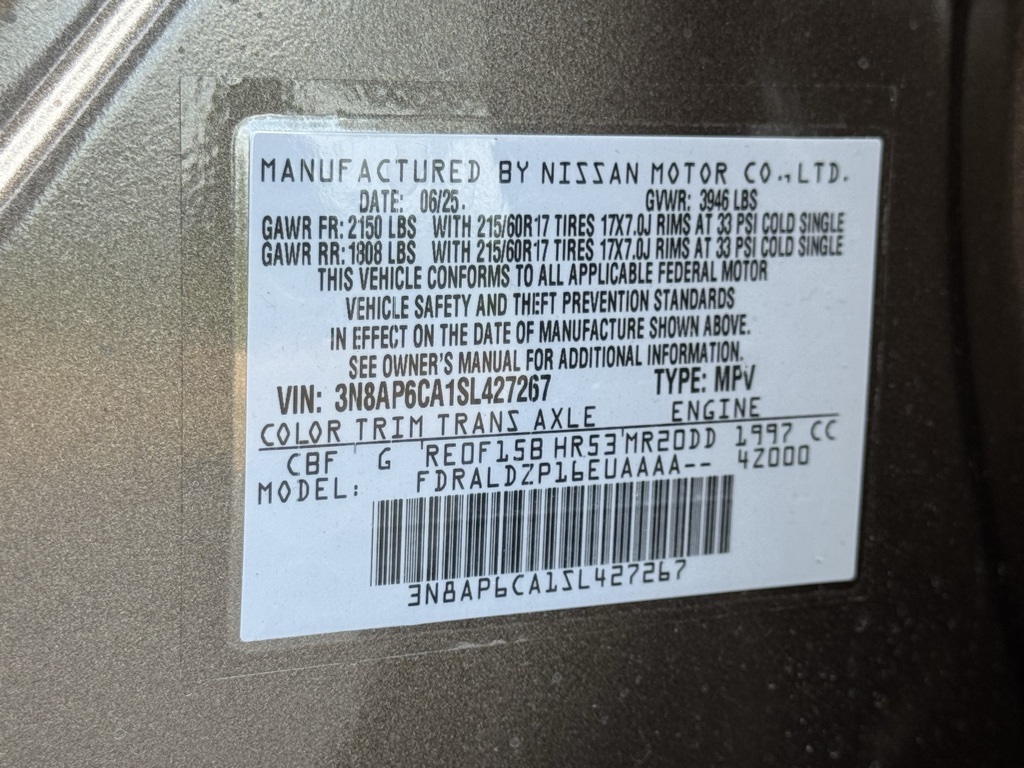 MANUFACTURED BY NISSAN MOTOR CO.,LTD.
DATE: 06/25. GVWR: 3946 LBS
GAWR FR: 2150 LBS WITH 215/60R17 TIRES 17X7.0J RIMS AT 33 PSI COLD SINGLE
GAWR RR: 1808 LBS WITH 215/60R17 TIRES 17X7.0J RIMS AT 33 PSI COLD SINGLE
THIS VEHICLE CONFORMS TO ALL APPLICABLE FEDERAL MOTOR
VEHICLE SAFETY AND THEFT PREVENTION STANDARDS
IN EFFECT ON THE DATE OF MANUFACTURE SHOWN ABOVE.
SEE OWNER'S MANUAL FOR ADDITIONAL INFORMATION.
VIN: 3N8AP6CA1SL427267 TYPE: MPV
COLOR TRIM TRANS AXLE ENGINE
CBF G RE0F15B HR53 MR20DD 1997 CC
MODEL: FDRALDZP16EUAAAA-- 42000
3N8AP6CA1SL427267